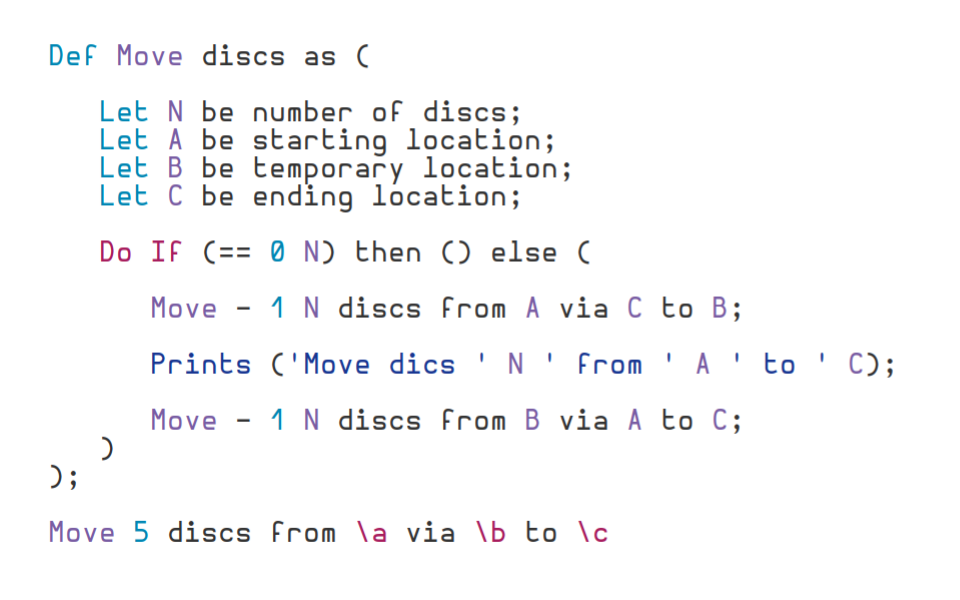 Def Move discs as (
Let N be number of discs;
Let A be starting location;
Let B be temporary location;
Let C be ending location;
Do If (== 0 N) then () else (
Move - 1 N discs from A via C to B;
Prints ('Move dics ' N ' from ' A ' to ' C);
Move - 1 N discs from B via A to C;
)
);
Move 5 discs from \a via \b to \c